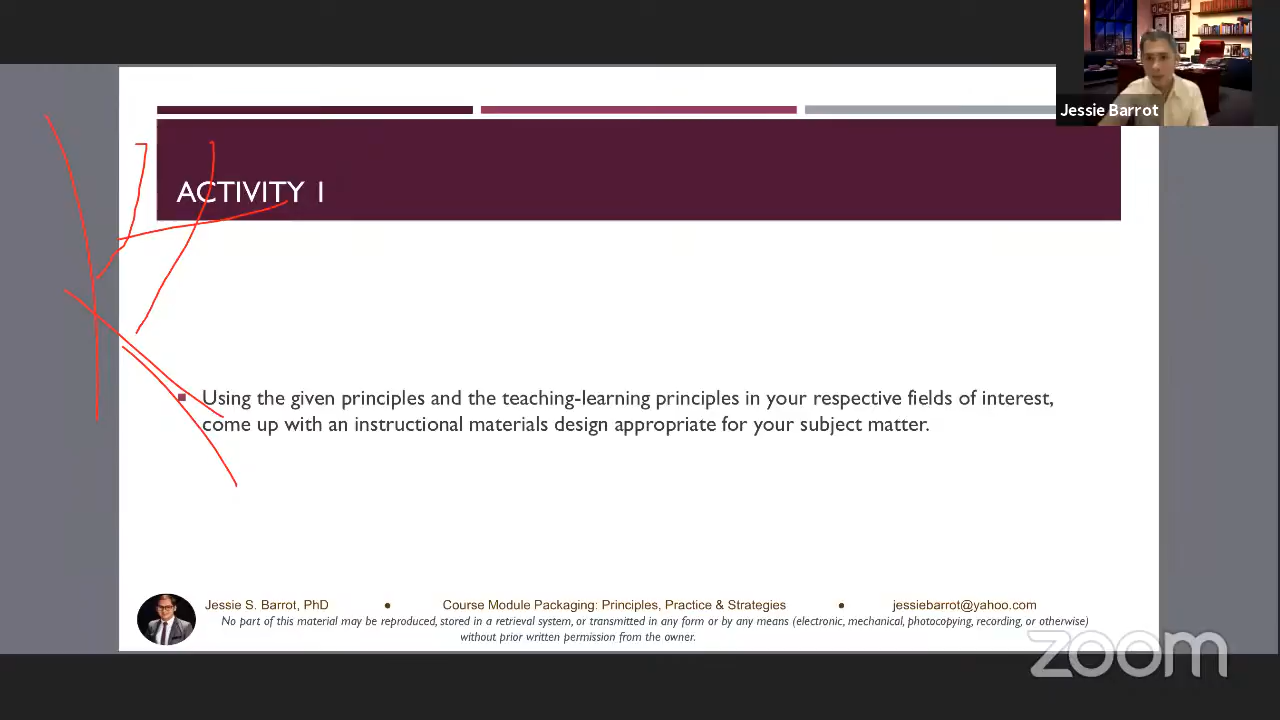 Jessie Barrot
ACTIVITY 1
Using the given principles and the teaching-learning principles in your respective fields of interest,
come up with an instructional materials design appropriate for your subject matter.
Jessie S. Barrot, PhD • Course Module Packaging: Principles, Practice & Strategies • jessiebarrot@yahoo.com
No part of this material may be reproduced, stored in a retrieval system, or transmitted in any form or by any means (electronic, mechanical, photocopying, recording, or otherwise)
without prior written permission from the owner.
zoom